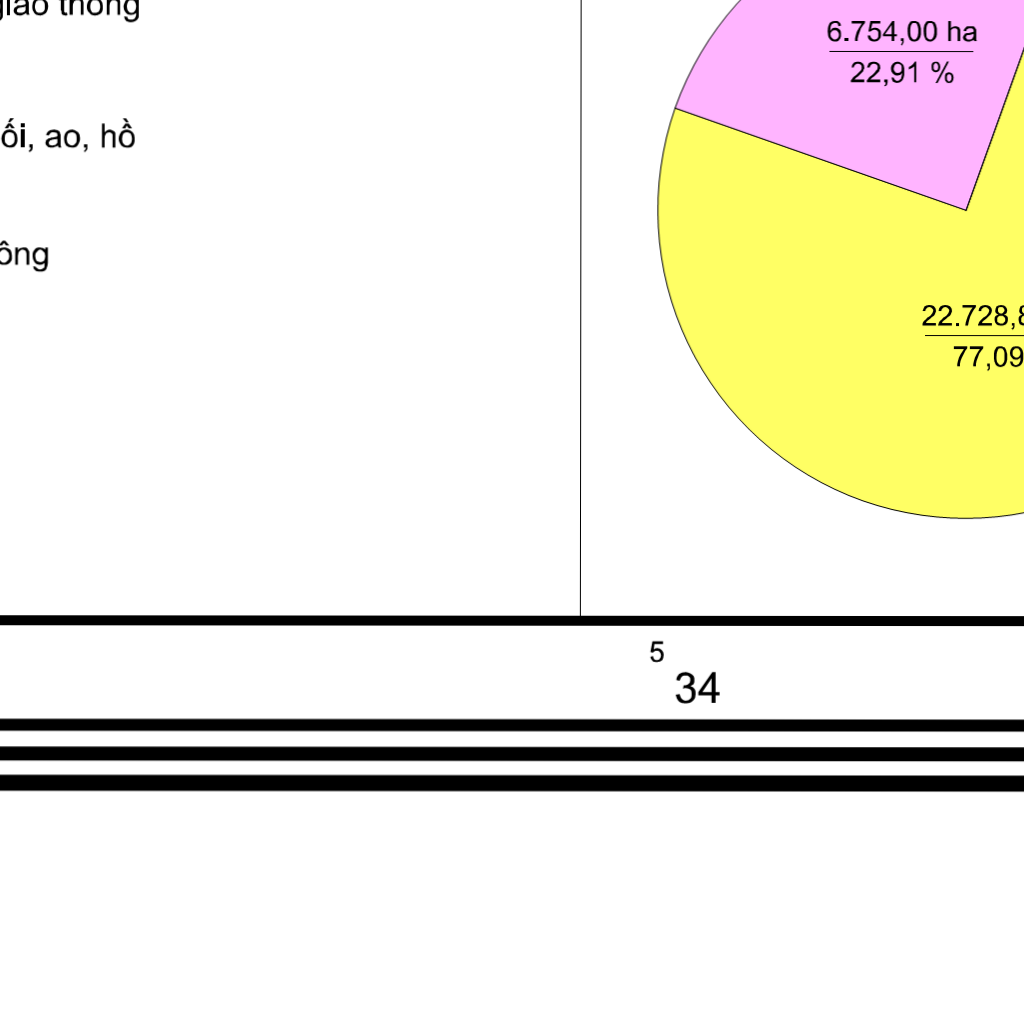 giao thông
ối, ao, hồ
ông
6.754,00 ha
22,91 %
22.728,8
77,09
5
34